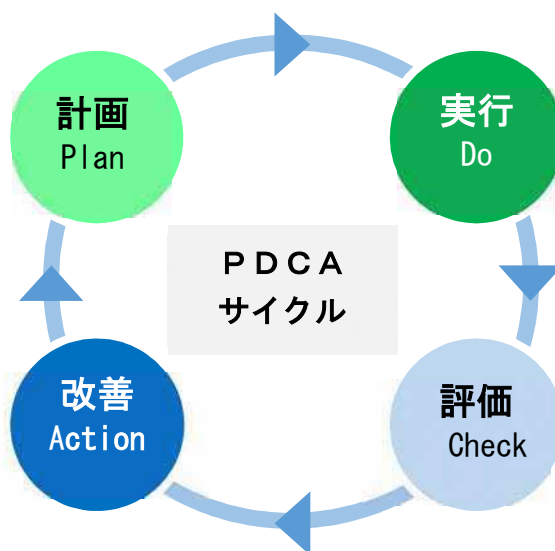 計画
Plan
実行
Do
PDCA
サイクル
改善
Action
評価
Check